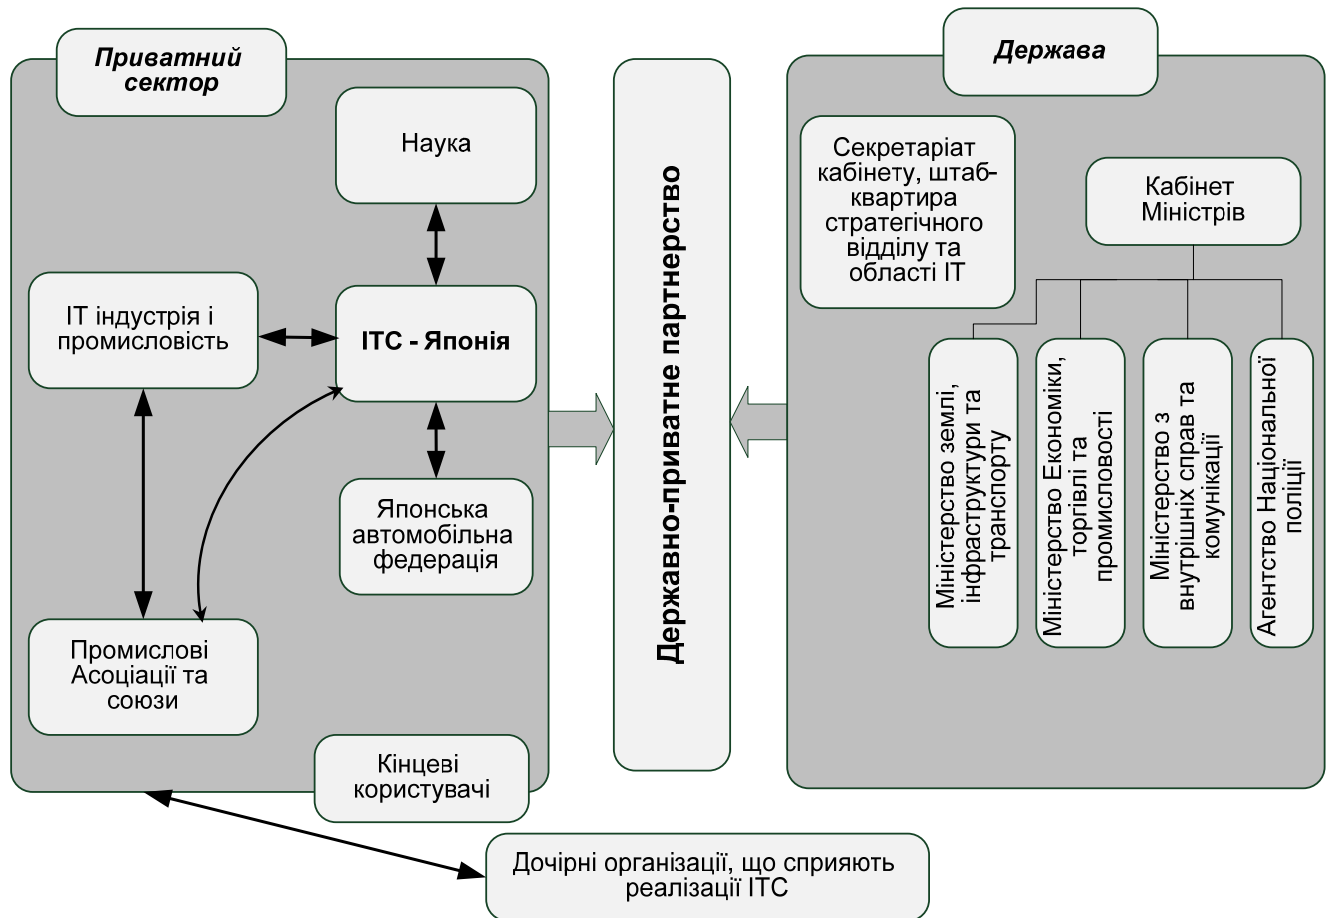 Приватний
сектор
Наука
ІТ індустрія і
промисловість
ІТС - Японія
Японська
автомобільна
федерація
Промислові
Асоціації та
союзи
Кінцеві
користувачі
Дочірні організації, що сприяють
реалізації ІТС
Державно-приватне партнерство
Держава
Секретаріат
кабінету, штаб-
квартира
стратегічного
відділу та
області ІТ
Кабінет
Міністрів
Міністерство землі,
інфраструктури та
транспорту
Міністерство Економіки,
торгівлі та
промисловості
Міністерство з
внутрішніх справ та
комунікації
Агентство Національної
поліції